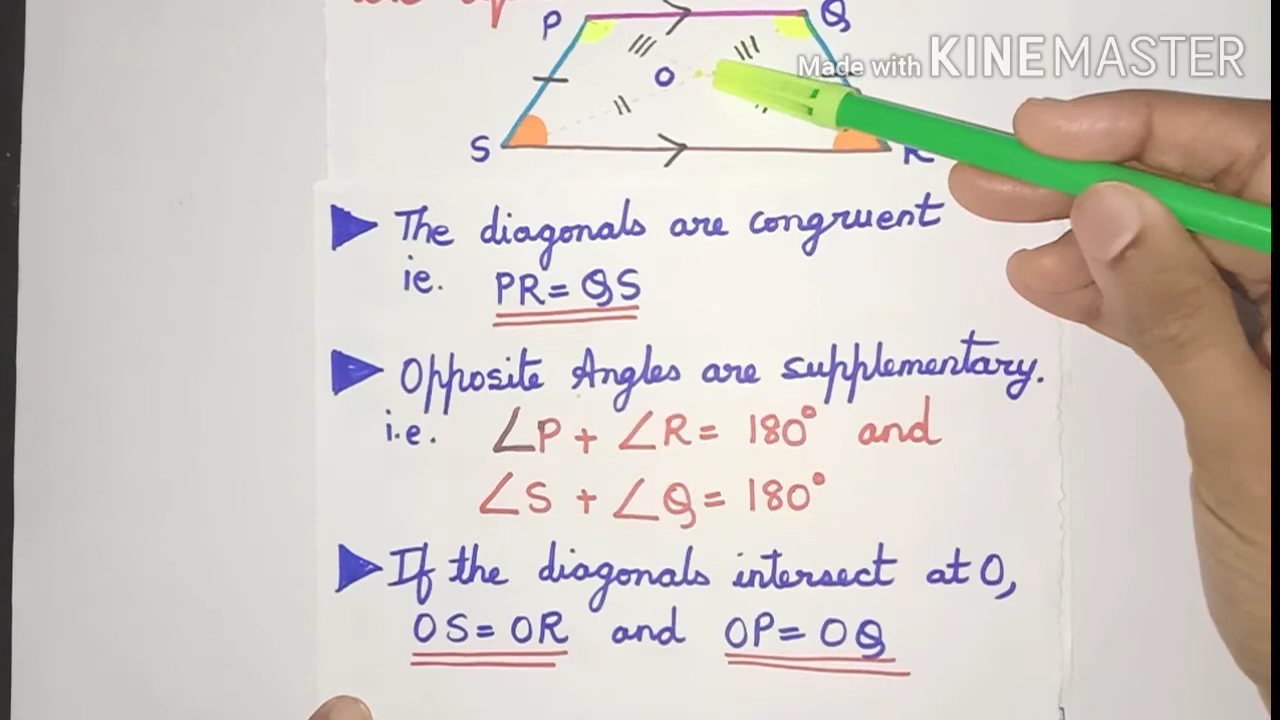 P
Q
Made with KINEMASTER
O
S
R
The diagonals are congruent
ie. PR = QS
Opposite Angles are supplementary.
i.e. ∠P + ∠R = 180° and
∠S + ∠Q = 180°
If the diagonals intersect at O,
OS = OR and OP = OQ